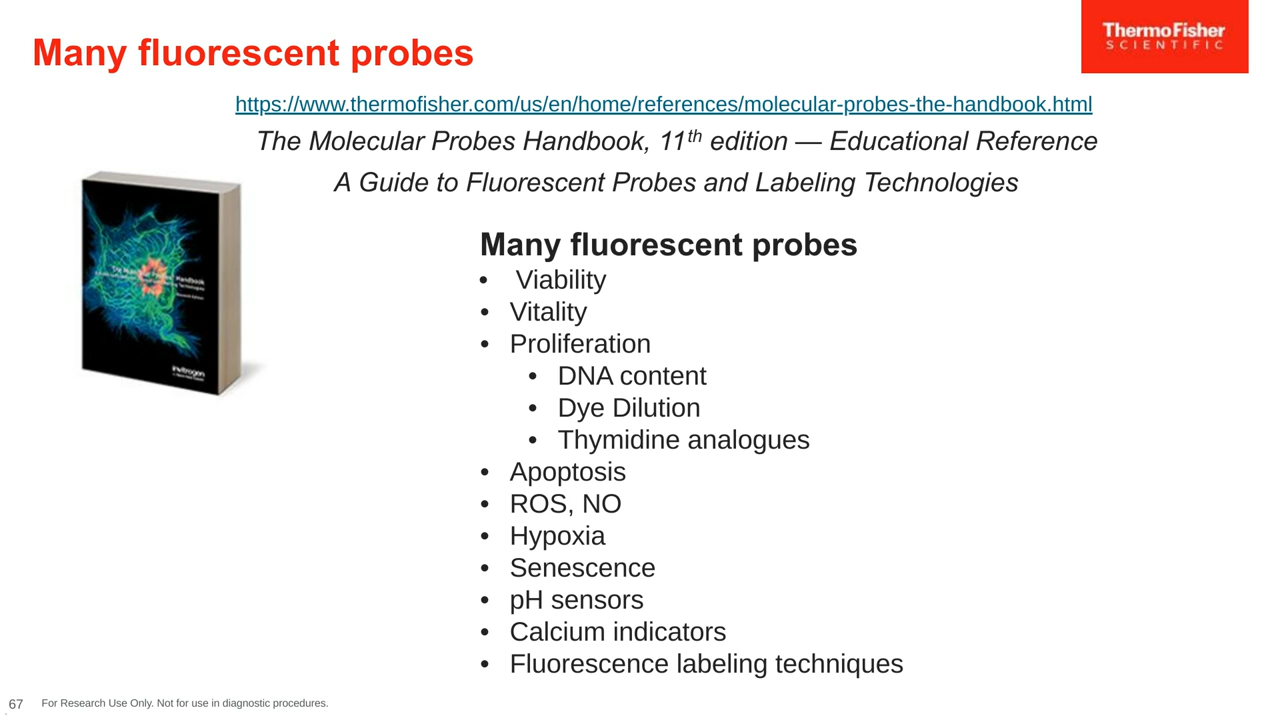 Many fluorescent probes
ThermoFisher
SCIENTIFIC
https://www.thermofisher.com/us/en/home/references/molecular-probes-the-handbook.html
The Molecular Probes Handbook, 11th edition — Educational Reference
A Guide to Fluorescent Probes and Labeling Technologies
Many fluorescent probes
• Viability
• Vitality
• Proliferation
• DNA content
• Dye Dilution
• Thymidine analogues
• Apoptosis
• ROS, NO
• Hypoxia
• Senescence
• pH sensors
• Calcium indicators
• Fluorescence labeling techniques
invitrogen
67 For Research Use Only. Not for use in diagnostic procedures.